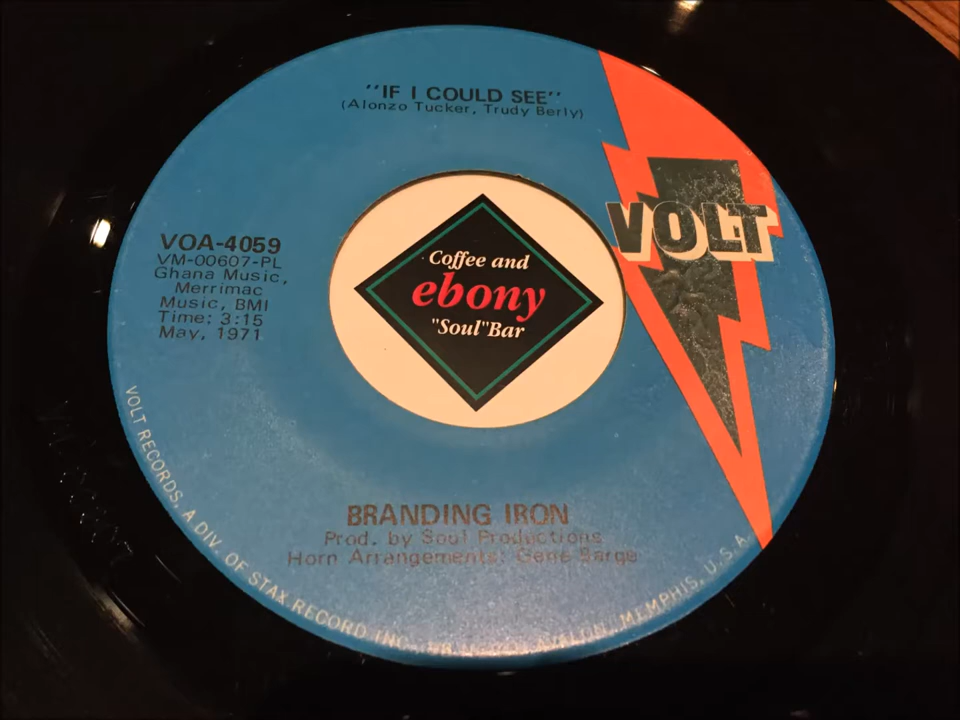 "IF I COULD SEE"
(Alonzo Tucker, Trudy Berly)
VOLT
VOA-4059
VM-00607-PL
Ghana Music,
Merrimac
Music, BMI
Time: 3:15
May, 1971
Coffee and
ebony
"Soul"Bar
BRANDING IRON
Prod. by Soul Productions
Horn Arrangements: Gene Barge
VOLT RECORDS, A DIV. OF STAX RECORD INC., AVALON, MEMPHIS, U.S.A.